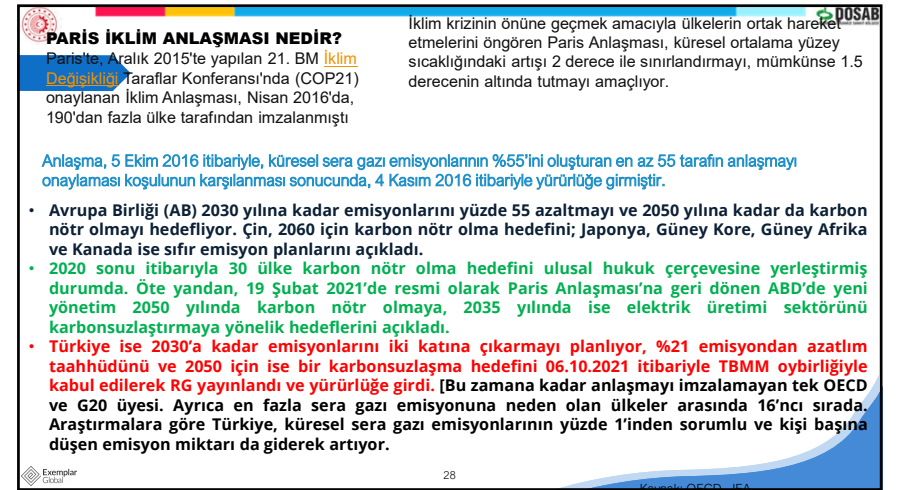 DOSAB
PARİS İKLİM ANLAŞMASI NEDİR?
Paris'te, Aralık 2015'te yapılan 21. BM İklim
Değişikliği Taraflar Konferansı'nda (COP21)
onaylanan İklim Anlaşması, Nisan 2016'da,
190'dan fazla ülke tarafından imzalanmıştı
İklim krizinin önüne geçmek amacıyla ülkelerin ortak hareket
etmelerini öngören Paris Anlaşması, küresel ortalama yüzey
sıcaklığındaki artışı 2 derece ile sınırlandırmayı, mümkünse 1.5
derecenin altında tutmayı amaçlıyor.
Anlaşma, 5 Ekim 2016 itibariyle, küresel sera gazı emisyonlarının %55'ini oluşturan en az 55 tarafın anlaşmayı
onaylaması koşulunun karşılanması sonucunda, 4 Kasım 2016 itibariyle yürürlüğe girmiştir.
• Avrupa Birliği (AB) 2030 yılına kadar emisyonlarını yüzde 55 azaltmayı ve 2050 yılına kadar da karbon
nötr olmayı hedefliyor. Çin, 2060 için karbon nötr olma hedefini; Japonya, Güney Kore, Güney Afrika
ve Kanada ise sıfır emisyon planlarını açıkladı.
• 2020 sonu itibarıyla 30 ülke karbon nötr olma hedefini ulusal hukuk çerçevesine yerleştirmiş
durumda. Öte yandan, 19 Şubat 2021'de resmi olarak Paris Anlaşması'na geri dönen ABD'de yeni
yönetim 2050 yılında karbon nötr olmaya, 2035 yılında ise elektrik üretimi sektörünü
karbonsuzlaştırmaya yönelik hedeflerini açıkladı.
• Türkiye ise 2030'a kadar emisyonlarını iki katına çıkarmayı planlıyor, %21 emisyondan azatlım
taahhüdünü ve 2050 için ise bir karbonsuzlaşma hedefini 06.10.2021 itibariyle TBMM oybirliğiyle
kabul edilerek RG yayınlandı ve yürürlüğe girdi. [Bu zamana kadar anlaşmayı imzalamayan tek OECD
ve G20 üyesi. Ayrıca en fazla sera gazı emisyonuna neden olan ülkeler arasında 16'ncı sırada.
Araştırmalara göre Türkiye, küresel sera gazı emisyonlarının yüzde 1'inden sorumlu ve kişi başına
düşen emisyon miktarı da giderek artıyor.
Exemplar
Global
28
Kaynak: OECD, IEA